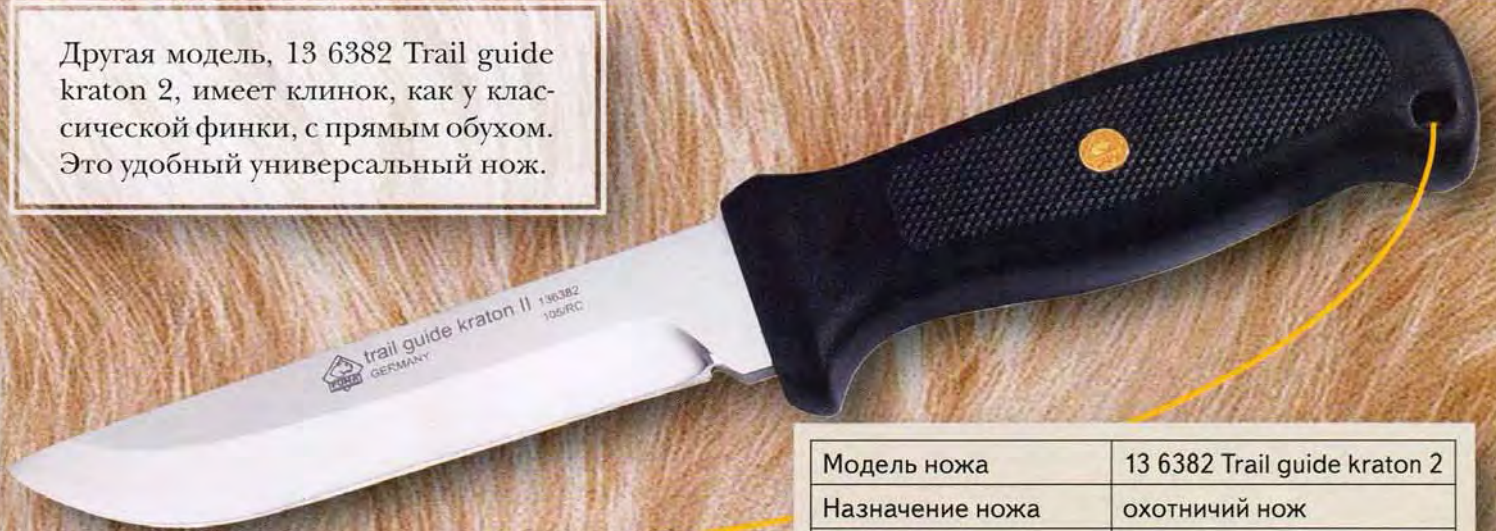 Другая модель, 13 6382 Trail guide
kraton 2, имеет клинок, как у клас-
сической финки, с прямым обухом.
Это удобный универсальный нож.
trail guide kraton II 136382
105/RC
PUMA
GERMANY
Модель ножа 13 6382 Trail guide kraton 2
Назначение ножа охотничий нож